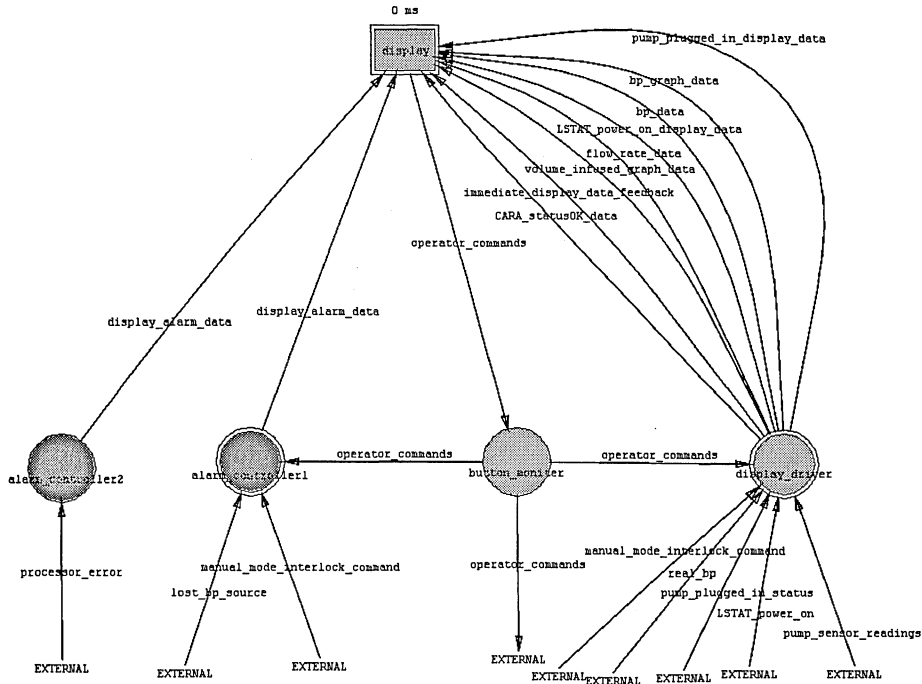 0 ms
display
pump_plugged_in_display_data
bp_graph_data
bp_data
LSTAT_power_on_display_data
flow_rate_data
volume_infused_graph_data
immediate_display_data_feedback
CARA_statusOK_data
operator_commands
display_alarm_data
display_alarm_data
operator_commands
operator_commands
alarm_controller2
alarm_controller1
button_moniter
display_driver
manual_mode_interlock_command
operator_commands
processor_error
manual_mode_interlock_command
real_bp
lost_bp_source
pump_plugged_in_status
LSTAT_power_on
pump_sensor_readings
EXTERNAL
EXTERNAL
EXTERNAL
EXTERNAL
EXTERNAL
EXTERNAL
EXTERNAL
EXTERNAL
EXTERNAL